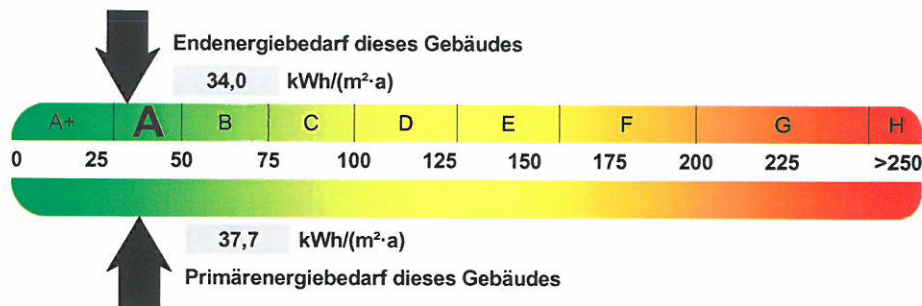 Endenergiebedarf dieses Gebäudes
34,0 kWh/(m²·a)
A+ A B C D E F G H
0 25 50 75 100 125 150 175 200 225 >250
37,7 kWh/(m²·a)
Primärenergiebedarf dieses Gebäudes